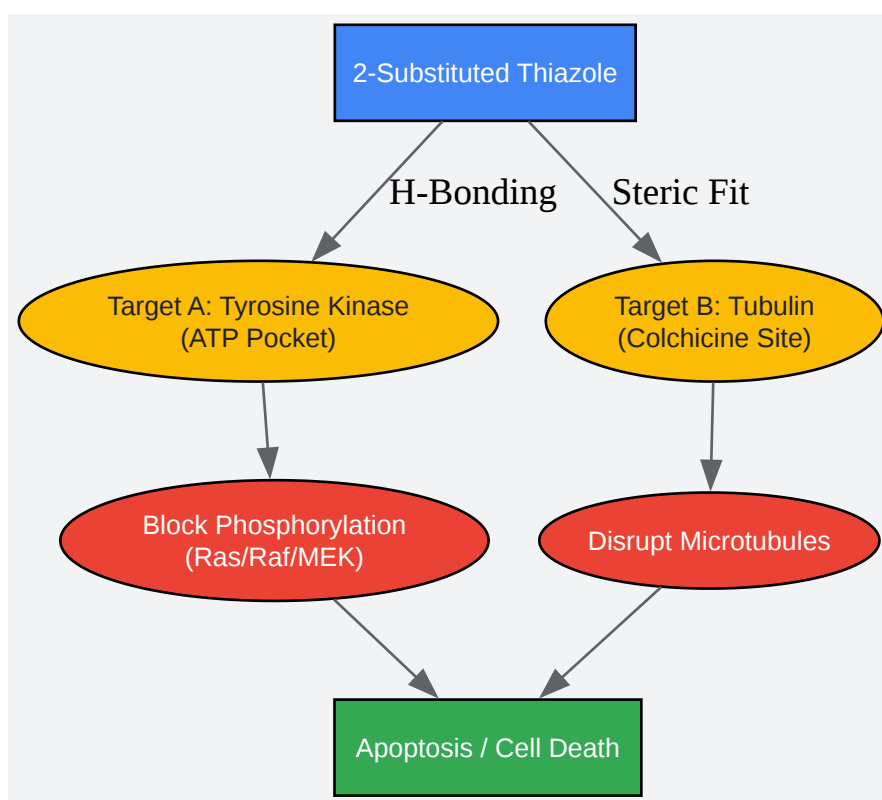 2-Substituted Thiazole
H-Bonding
Steric Fit
Target A: Tyrosine Kinase
(ATP Pocket)
Target B: Tubulin
(Colchicine Site)
Block Phosphorylation
(Ras/Raf/MEK)
Disrupt Microtubules
Apoptosis / Cell Death